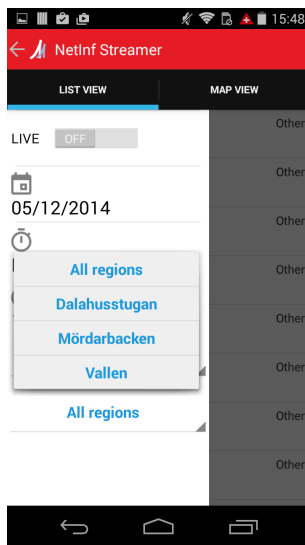 15:48
NetInf Streamer
LIST VIEW
MAP VIEW
LIVE
OFF
05/12/2014
All regions
Dalahusstugan
Mördarbacken
Vallen
All regions
Other
Other
Other
Other
Other
Other
Other
Other